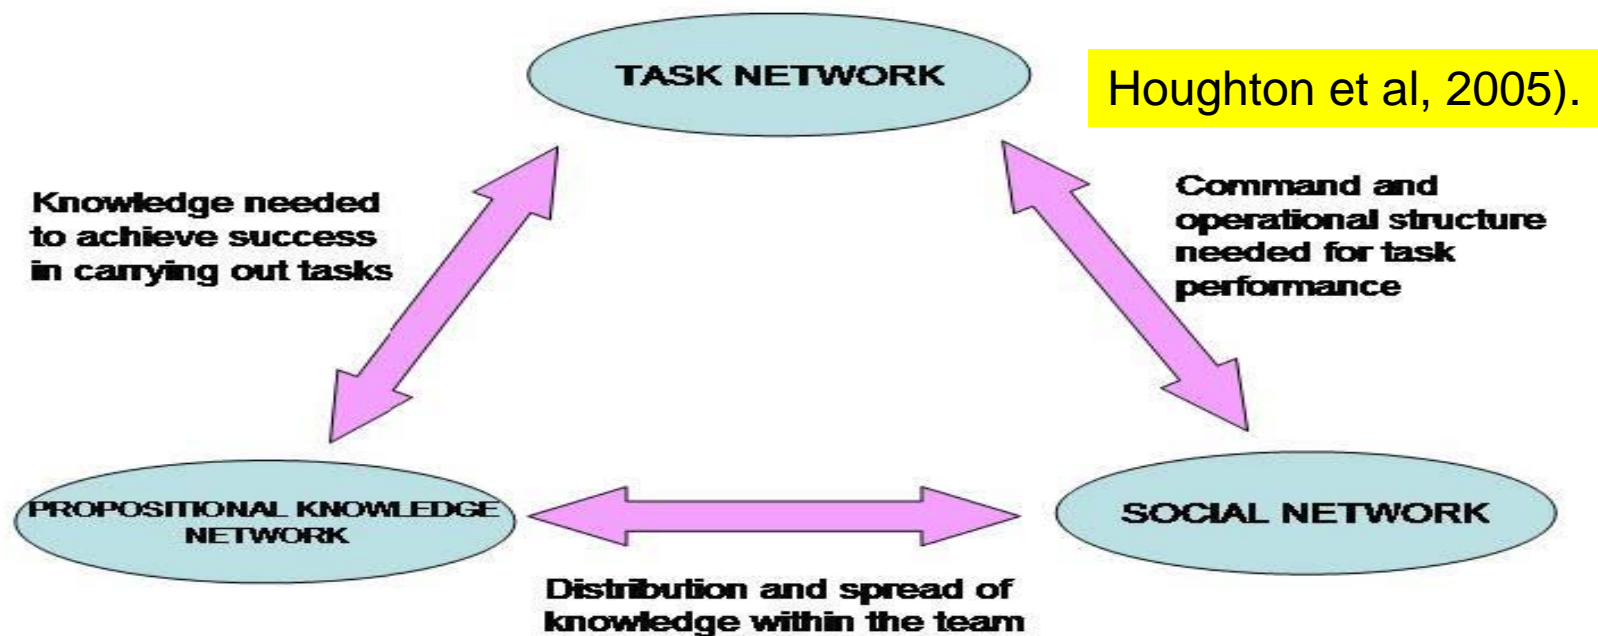 TASK NETWORK
Houghton et al, 2005).
Knowledge needed
to achieve success
in carrying out tasks
Command and
operational structure
needed for task
performance
PROPOSITIONAL KNOWLEDGE
NETWORK
SOCIAL NETWORK
Distribution and spread of
knowledge within the team